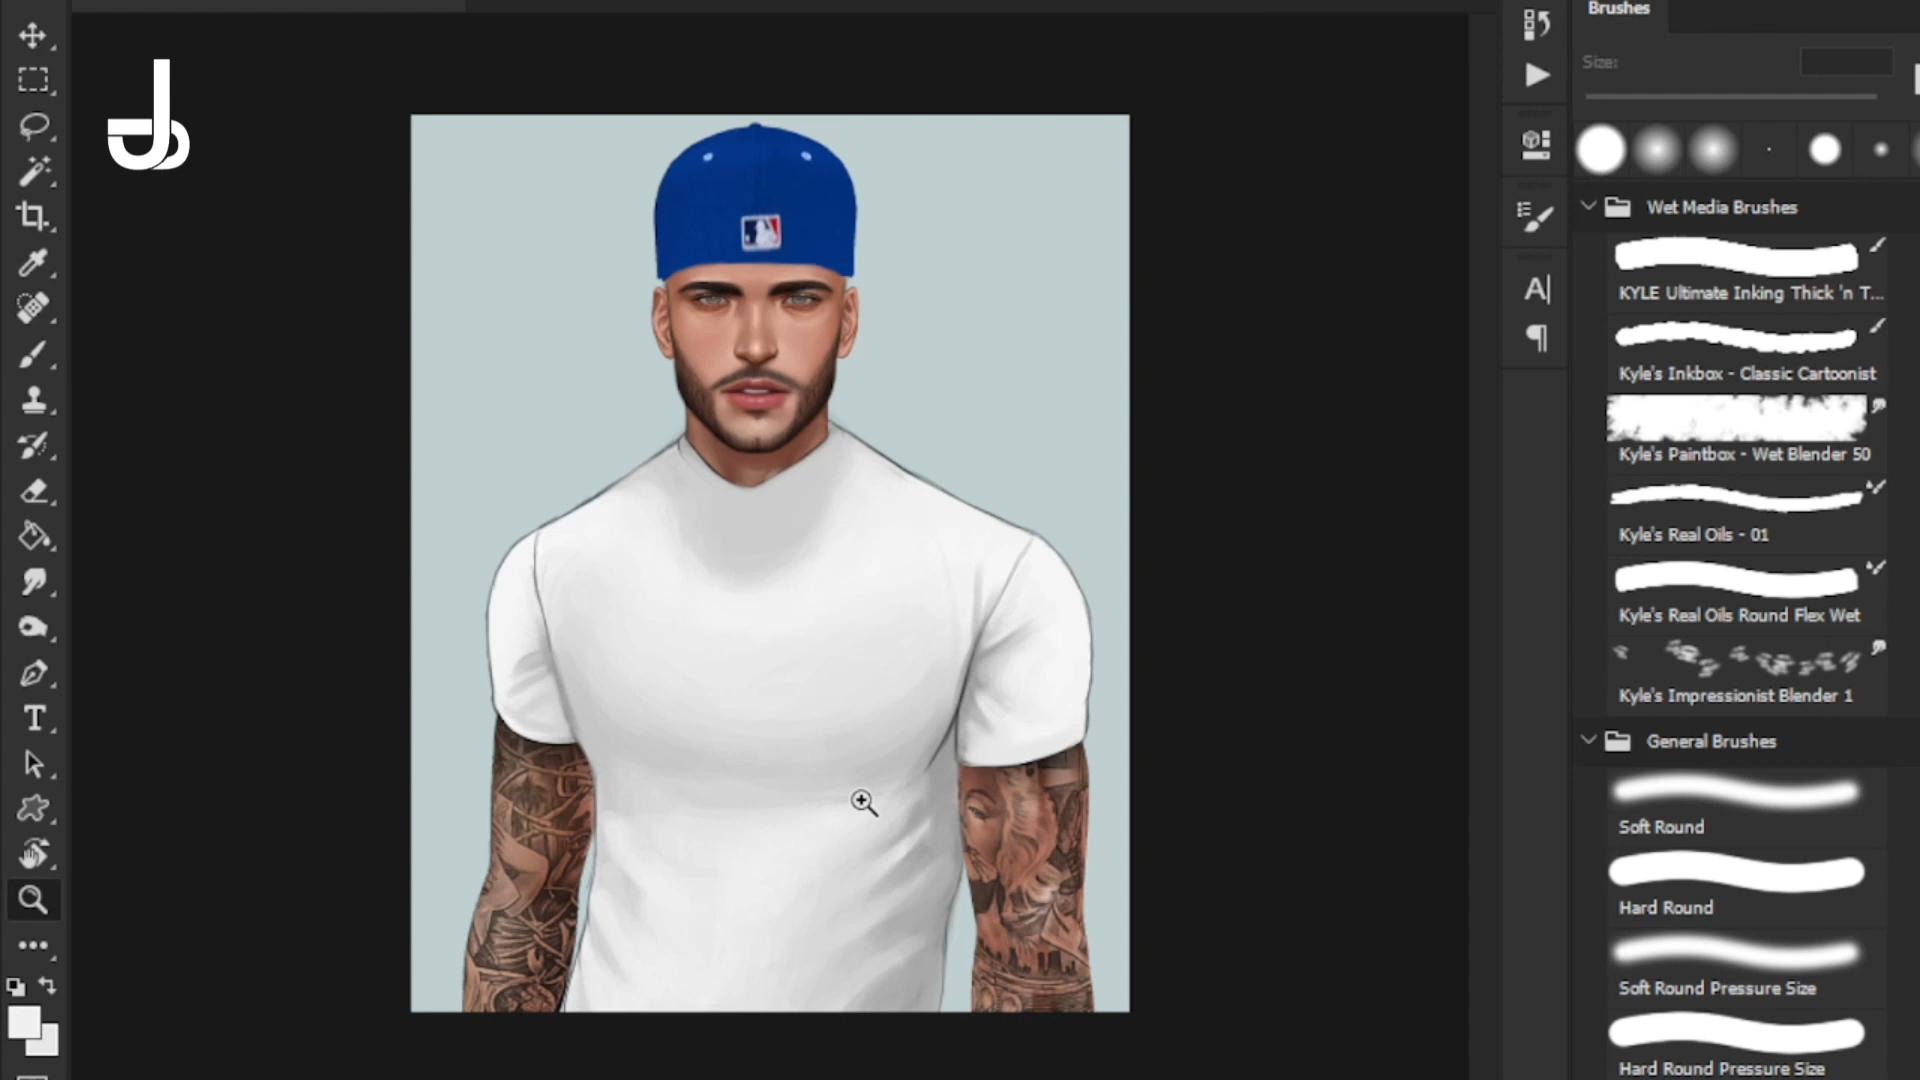 Brushes
Size:
Wet Media Brushes
KYLE Ultimate Inking Thick 'n T...
Kyle's Inkbox - Classic Cartoonist
Kyle's Paintbox - Wet Blender 50
Kyle's Real Oils - 01
Kyle's Real Oils Round Flex Wet
Kyle's Impressionist Blender 1
General Brushes
Soft Round
Hard Round
Soft Round Pressure Size
Hard Round Pressure Size